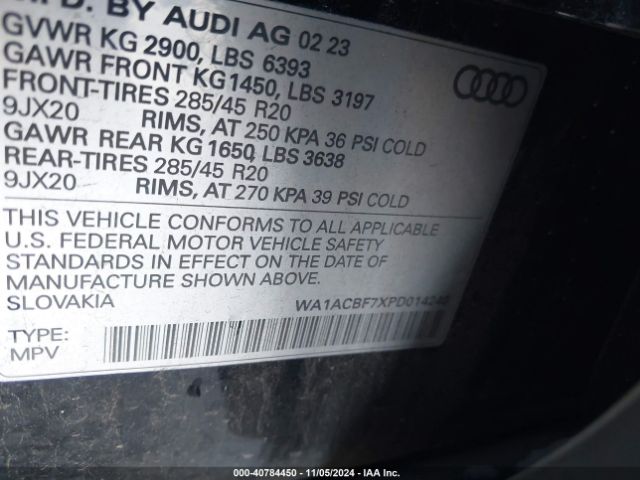 MFD. BY AUDI AG 02 23
GVWR KG 2900, LBS 6393
GAWR FRONT KG1450, LBS 3197
FRONT-TIRES 285/45 R20
9JX20 RIMS, AT 250 KPA 36 PSI COLD
GAWR REAR KG 1650, LBS 3638
REAR-TIRES 285/45 R20
9JX20 RIMS, AT 270 KPA 39 PSI COLD
THIS VEHICLE CONFORMS TO ALL APPLICABLE
U.S. FEDERAL MOTOR VEHICLE SAFETY
STANDARDS IN EFFECT ON THE DATE OF
MANUFACTURE SHOWN ABOVE.
SLOVAKIA
TYPE:
MPV
000-40784450 - 11/05/2024 - IAA Inc.